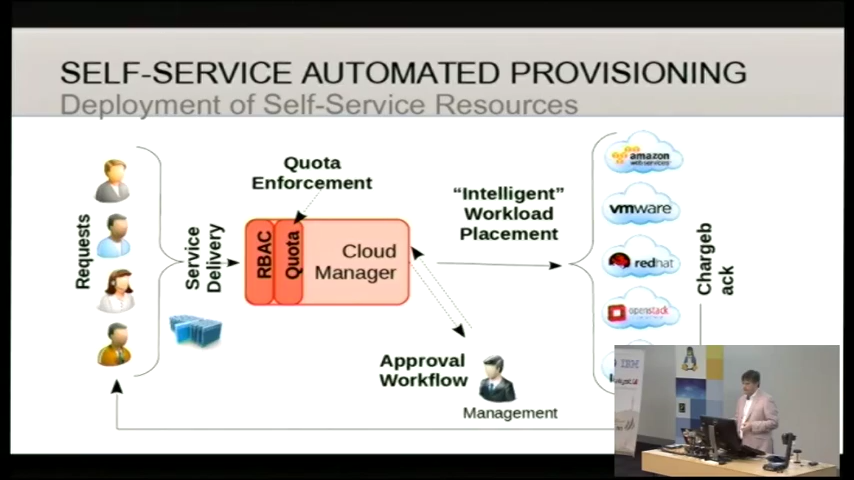 SELF-SERVICE AUTOMATED PROVISIONING
Deployment of Self-Service Resources
Requests
Service
Delivery
Quota
Enforcement
RBAC
Quota
Cloud
Manager
"Intelligent"
Workload
Placement
Approval
Workflow
Management
amazon
web services
vmware
redhat
openstack
Chargeb
ack
IBM